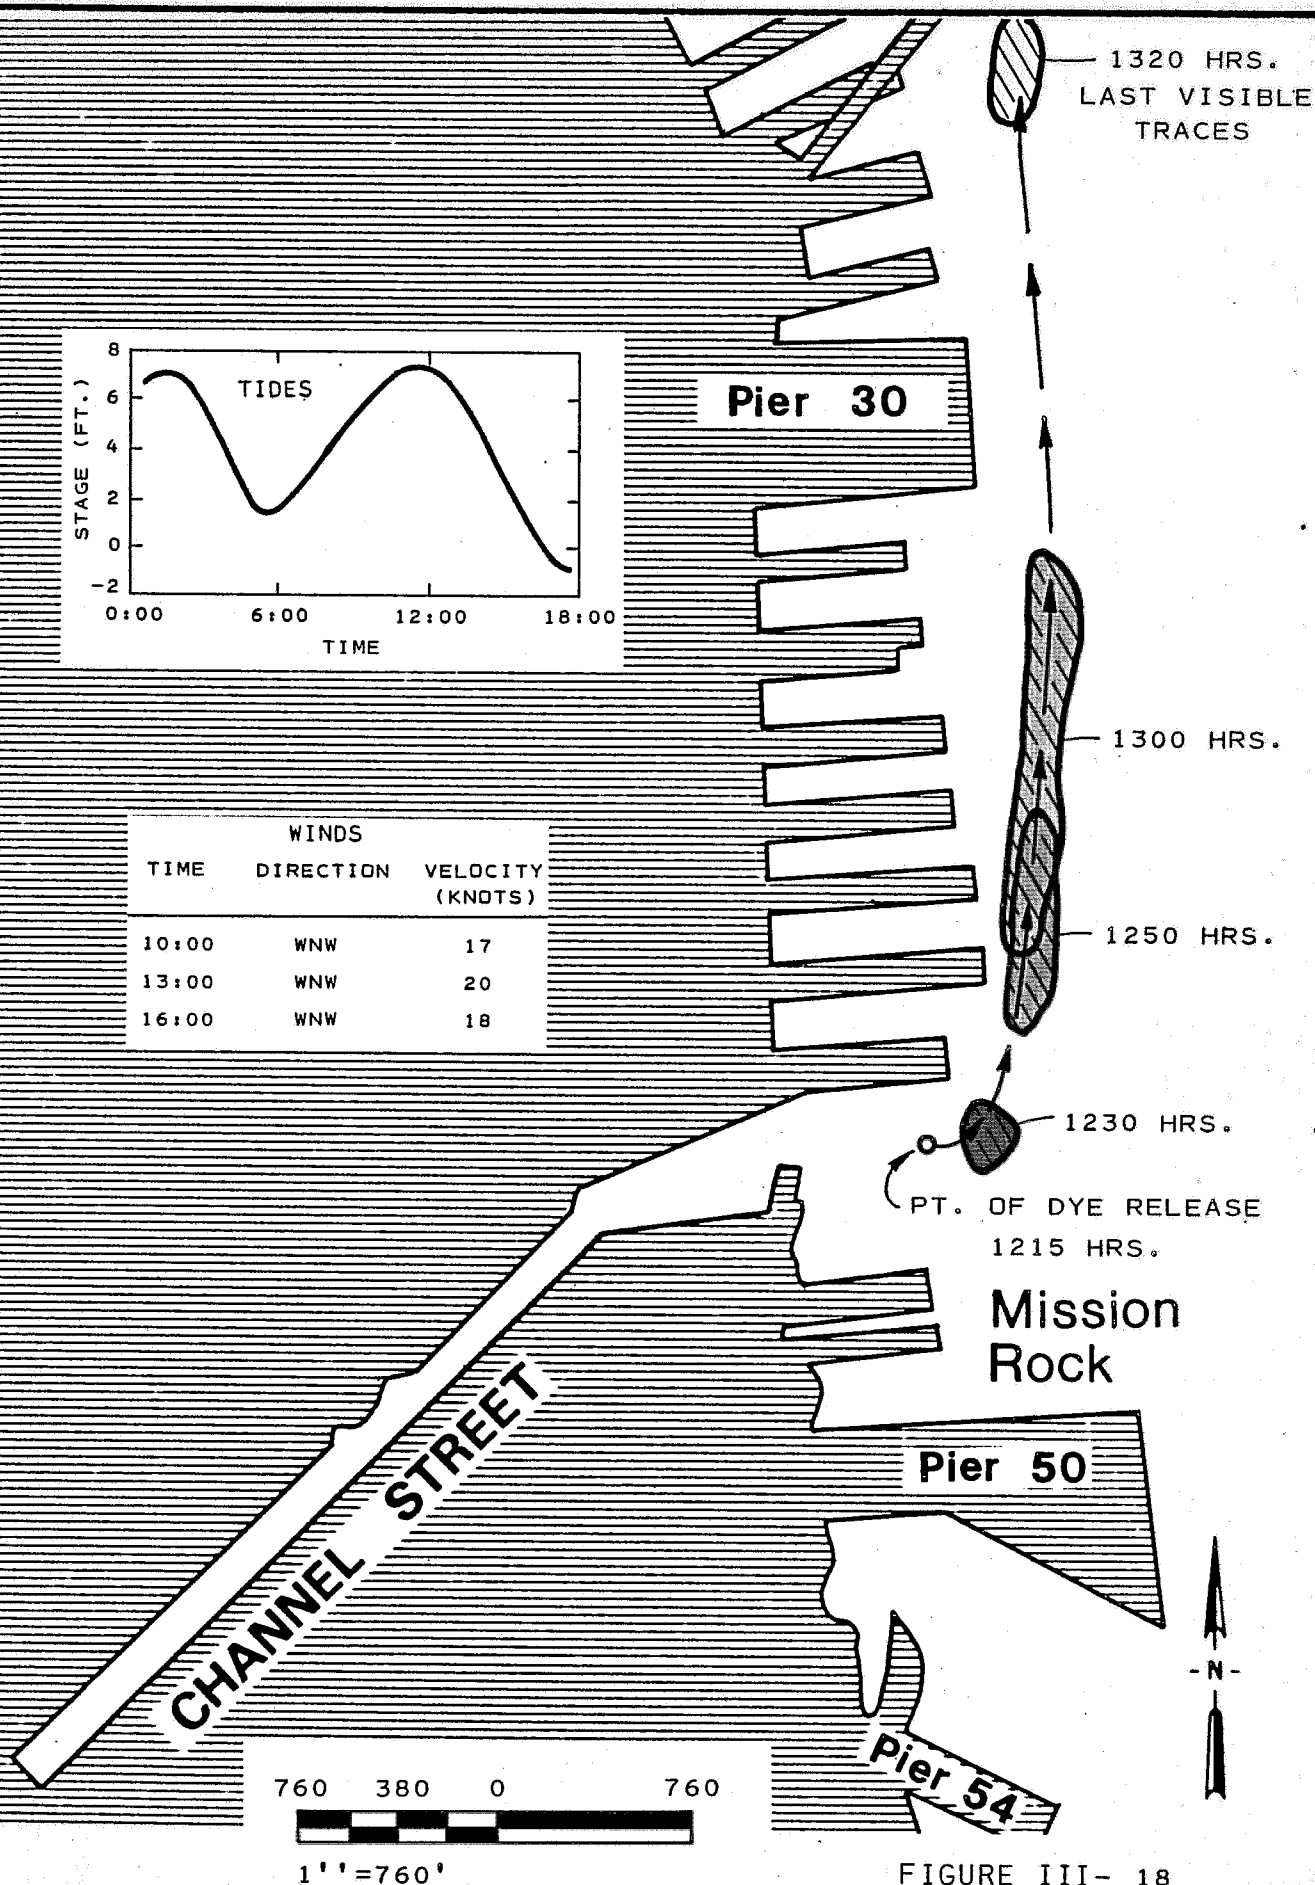 1320 HRS.
LAST VISIBLE
TRACES
8
6
4
2
0
-2
STAGE (FT.)
TIDES
0:00 6:00 12:00 18:00
TIME
Pier 30
1300 HRS.
WINDS
TIME DIRECTION VELOCITY
(KNOTS)
10:00 WNW 17
13:00 WNW 20
16:00 WNW 18
1250 HRS.
1230 HRS.
PT. OF DYE RELEASE
1215 HRS.
Mission
Rock
CHANNEL STREET
Pier 50
-N-
Pier 54
760 380 0 760
1''=760'
FIGURE III- 18